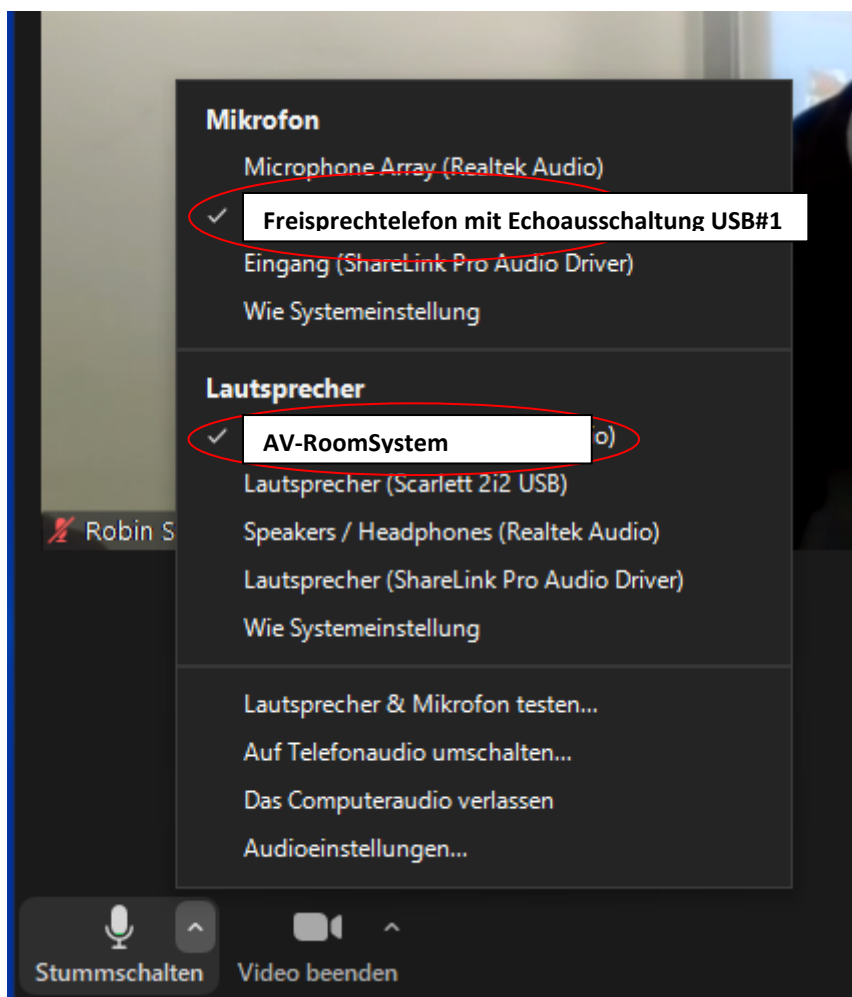 Mikrofon
Microphone Array (Realtek Audio)
Freisprechtelefon mit Echoausschaltung USB#1
Eingang (ShareLink Pro Audio Driver)
Wie Systemeinstellung
Lautsprecher
AV-RoomSystem io)
Lautsprecher (Scarlett 2i2 USB)
Robin S
Speakers / Headphones (Realtek Audio)
Lautsprecher (ShareLink Pro Audio Driver)
Wie Systemeinstellung
Lautsprecher & Mikrofon testen...
Auf Telefonaudio umschalten...
Das Computeraudio verlassen
Audioeinstellungen...
Stummschalten Video beenden